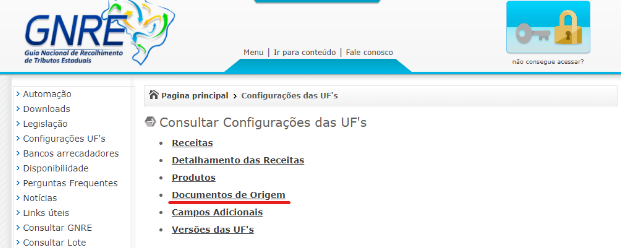 GNRE
Guia Nacional de Recolhimento
de Tributos Estaduais
Menu | Ir para conteúdo | Fale conosco
não consegue acessar?
Automação
Downloads
Legislação
Configurações UF's
Bancos arrecadadores
Disponibilidade
Perguntas Frequentes
Notícias
Links úteis
Consultar GNRE
Consultar Lote
Pagina principal > Configurações das UF's
Consultar Configurações das UF's
Receitas
Detalhamento das Receitas
Produtos
Documentos de Origem
Campos Adicionais
Versões das UF's